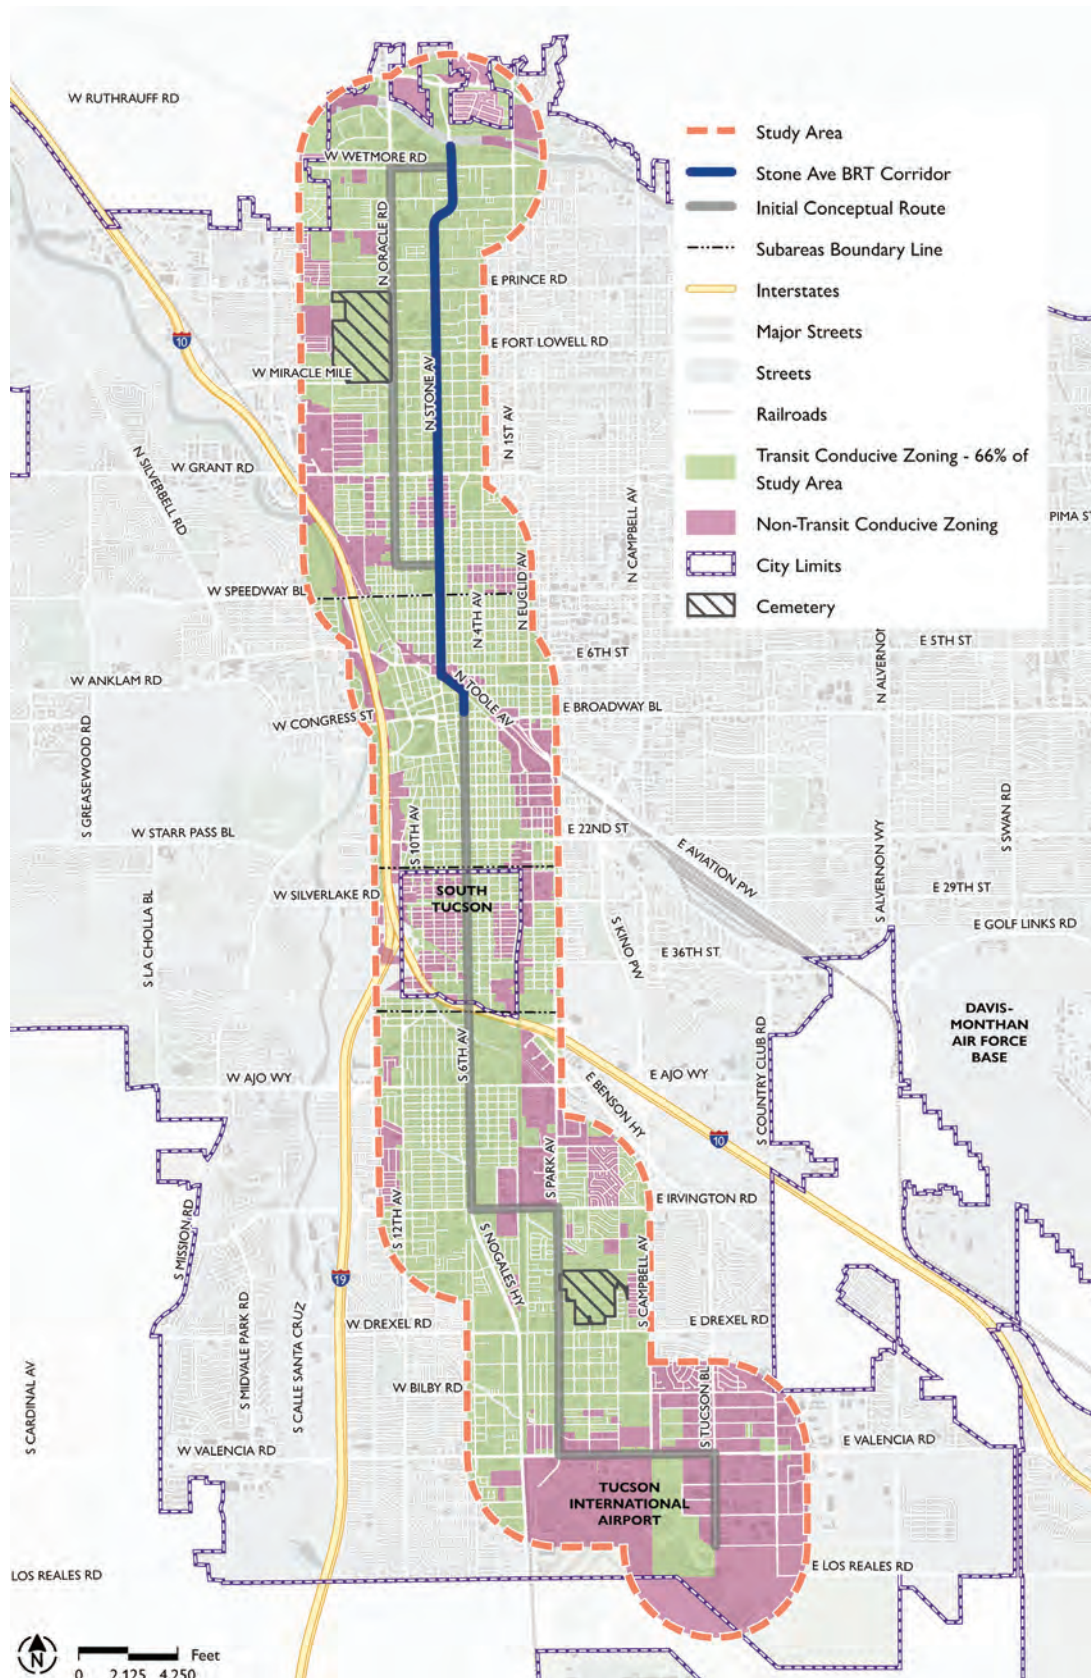 W RUTHRAUFF RD
W WETMORE RD
N ORACLE RD
E PRINCE RD
E FORT LOWELL RD
W MIRACLE MILE
N STONE AV
N 1ST AV
10
W GRANT RD
N SILVERBELL RD
N CAMPBELL AV
PIMA ST
N EUCLID AV
W SPEEDWAY BL
N 4TH AV
E 6TH ST
E 5TH ST
N ALVERNON
W ANKLAM RD
N TOOLE AV
E BROADWAY BL
W CONGRESS ST
S GREASEWOOD RD
W STARR PASS BL
S 10TH AV
E 22ND ST
E AVIATION PW
S SWAN RD
S ALVERNON WY
W SILVERLAKE RD
SOUTH
TUCSON
E 29TH ST
S LA CHOLLA BL
S KINO PW
E 36TH ST
E GOLF LINKS RD
DAVIS-
MONTHAN
AIR FORCE
BASE
S 6TH AV
S COUNTRY CLUB RD
W AJO WY
E BENSON HY
E AJO WY
10
S PARK AV
S 12TH AV
E IRVINGTON RD
S MISSION RD
S NOGALES HY
S CAMPBELL AV
19
W DREXEL RD
E DREXEL RD
S MIDVALE PARK RD
S CALLE SANTA CRUZ
S CARDINAL AV
W BILBY RD
S TUCSON BL
W VALENCIA RD
E VALENCIA RD
TUCSON
INTERNATIONAL
AIRPORT
LOS REALES RD
E LOS REALES RD
Study Area
Stone Ave BRT Corridor
Initial Conceptual Route
Subareas Boundary Line
Interstates
Major Streets
Streets
Railroads
Transit Conducive Zoning - 66% of
Study Area
Non-Transit Conducive Zoning
City Limits
Cemetery
N
Feet
0 2,125 4,250